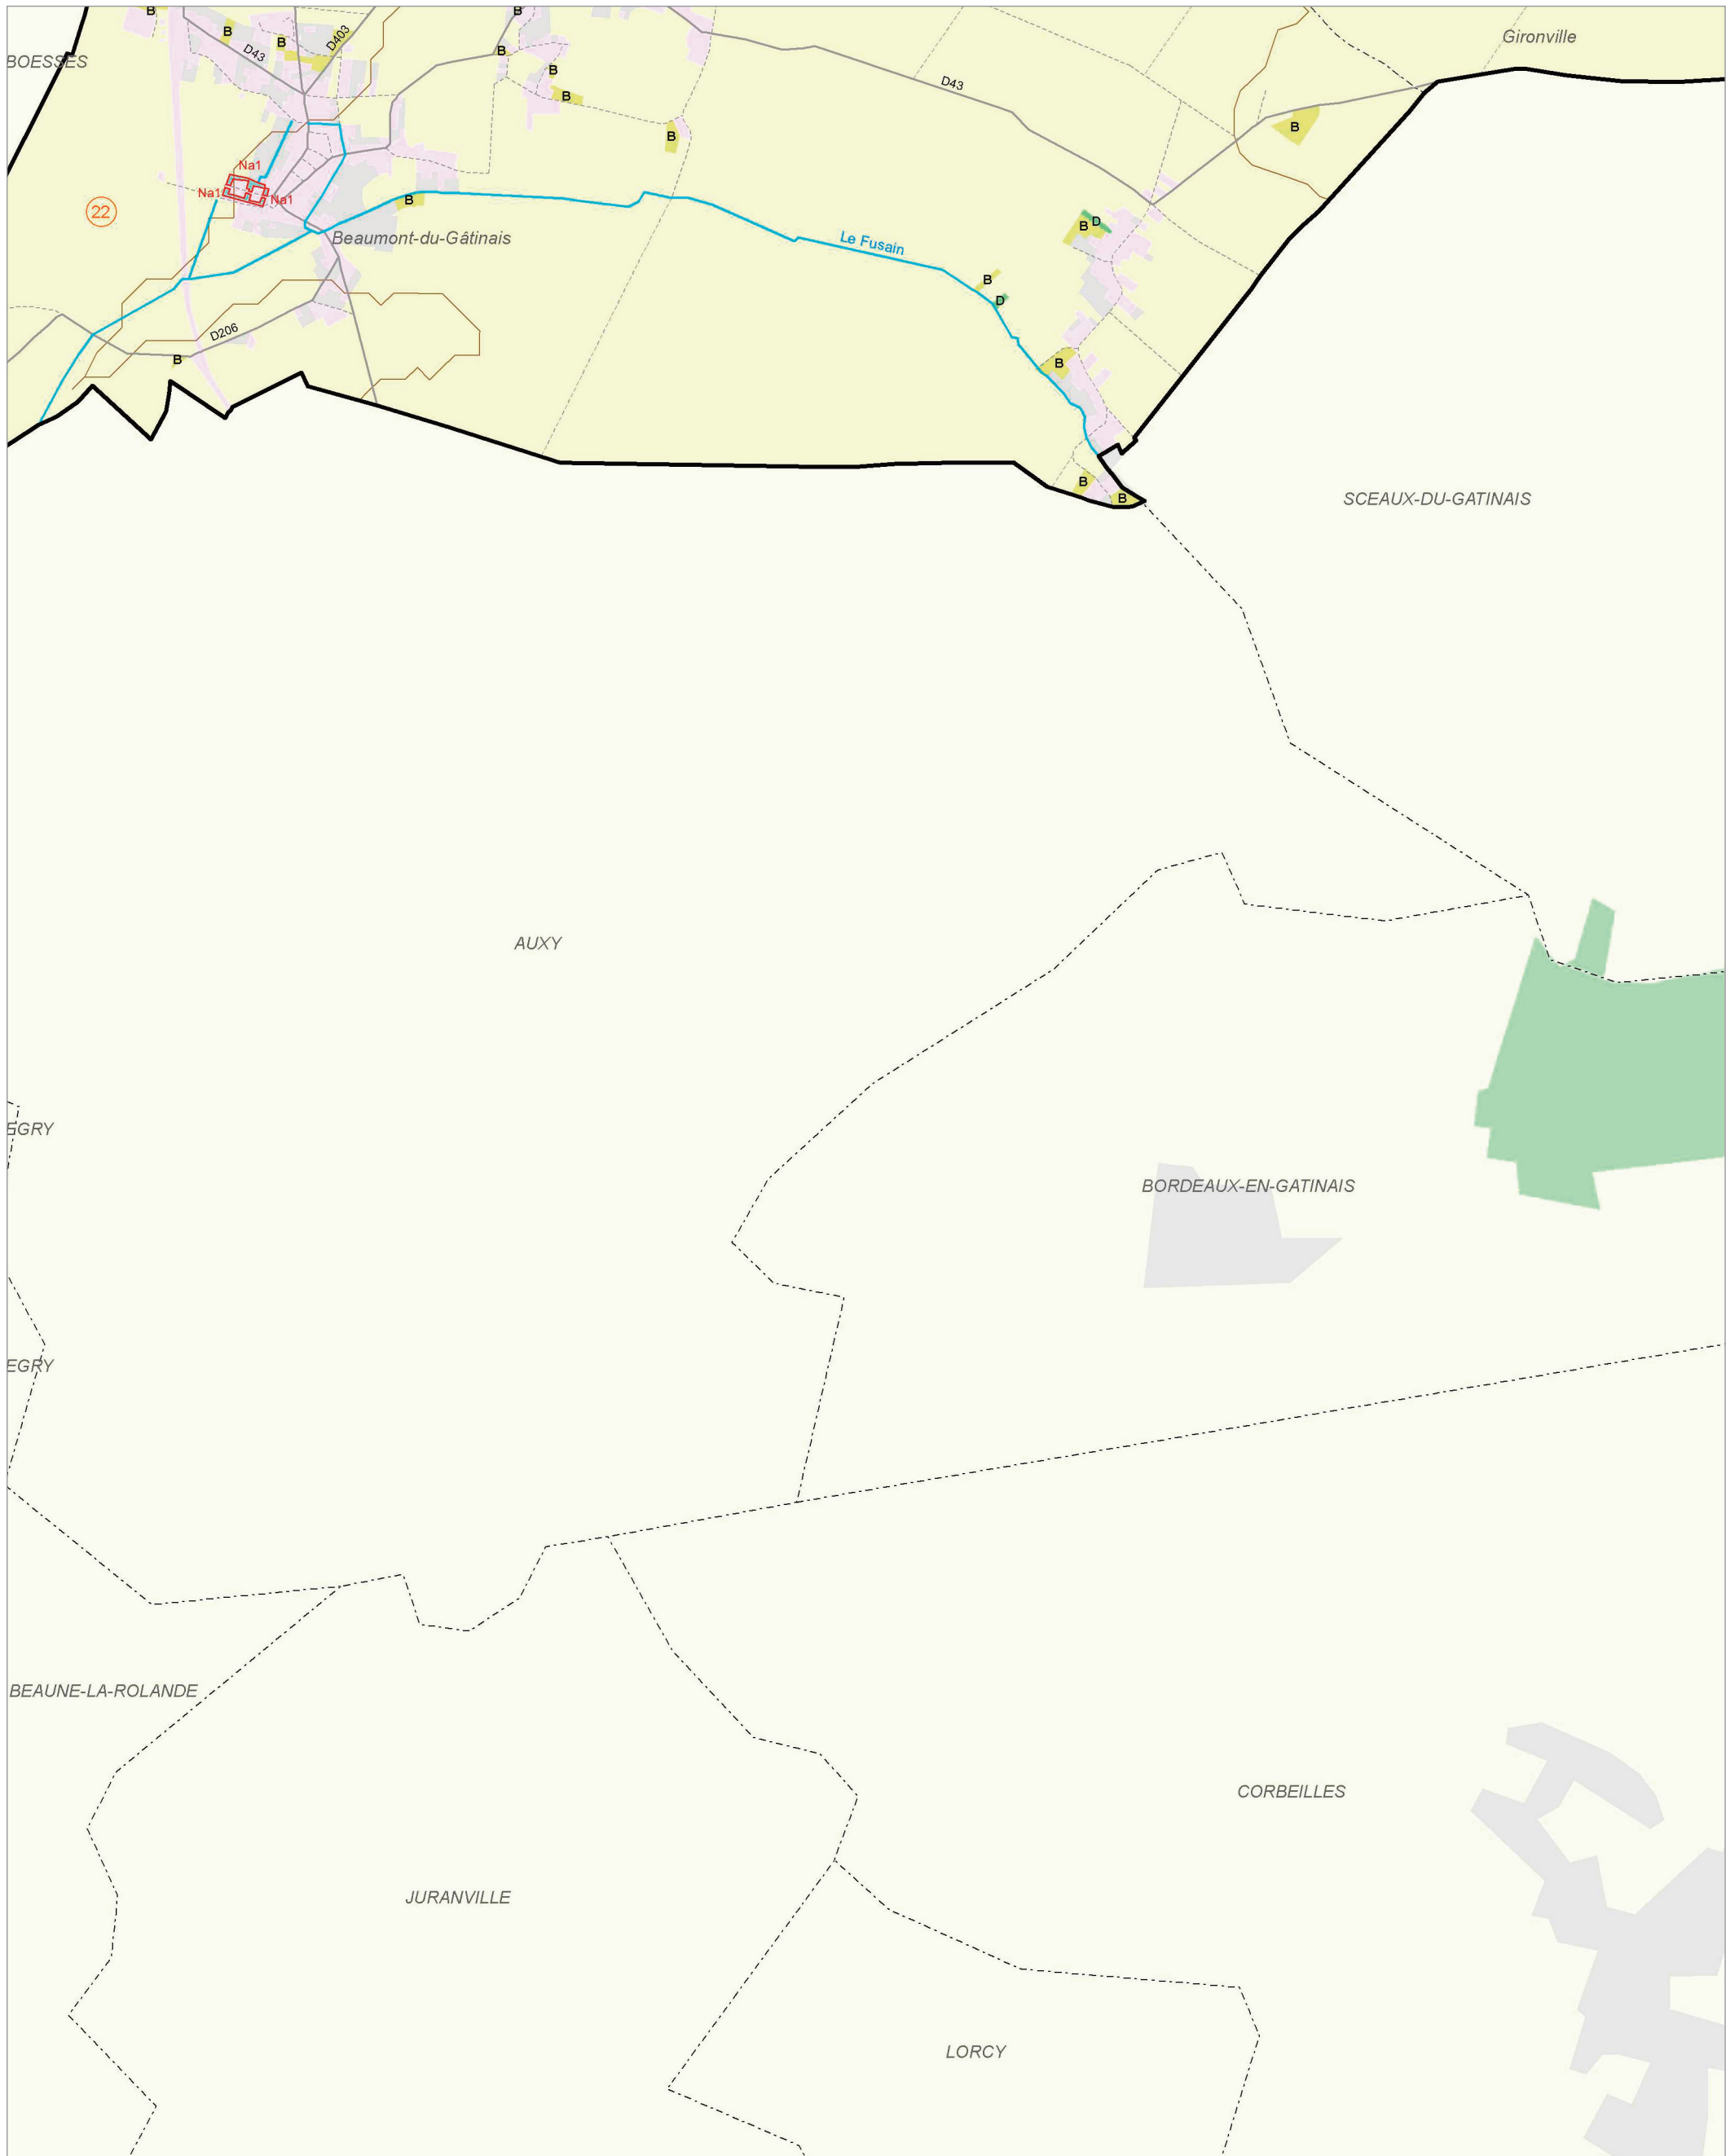 B
B
B
B
D43
D403
B
B
B
Gironville
BOESSES
D43
B
B
Na1
Na1
Na1
B
22
Beaumont-du-Gâtinais
B
D
Le Fusain
B
D
D206
B
B
B
B
SCEAUX-DU-GATINAIS
AUXY
EGRY
BORDEAUX-EN-GATINAIS
EGRY
BEAUNE-LA-ROLANDE
CORBEILLES
JURANVILLE
LORCY